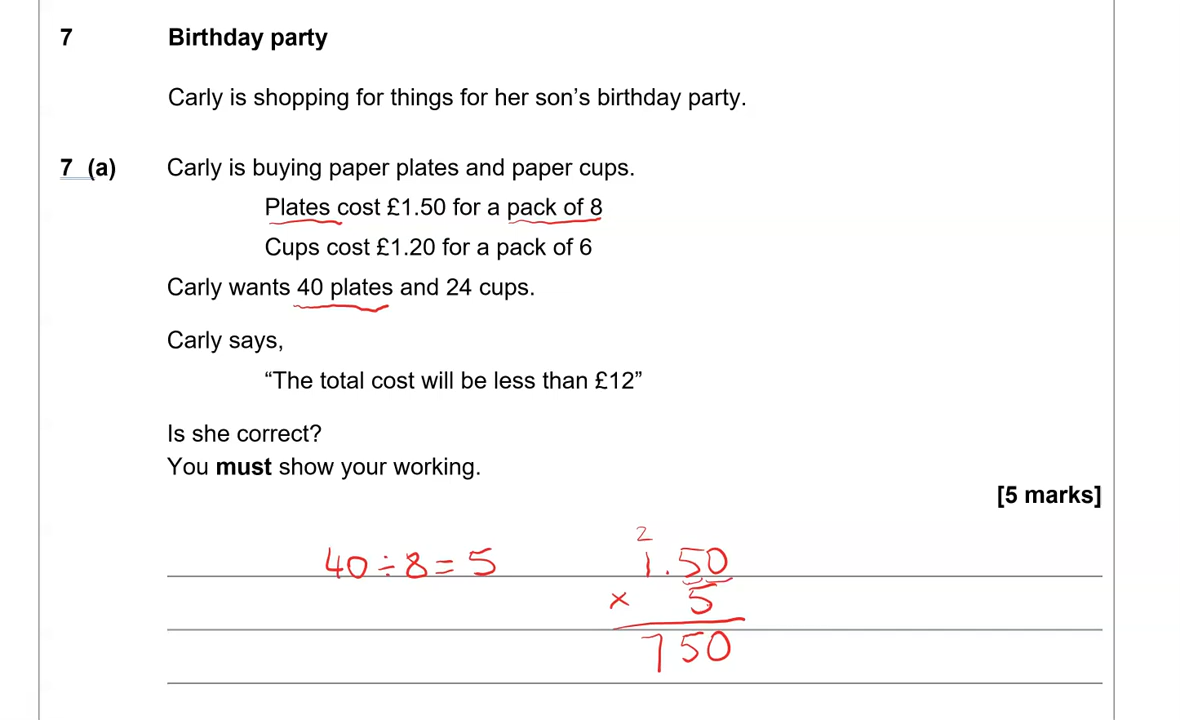 7 Birthday party
Carly is shopping for things for her son's birthday party.
7 (a) Carly is buying paper plates and paper cups.
Plates cost £1.50 for a pack of 8
Cups cost £1.20 for a pack of 6
Carly wants 40 plates and 24 cups.
Carly says,
“The total cost will be less than £12”
Is she correct?
You must show your working.
[5 marks]
2
40 ÷ 8 = 5 1.50
× 5
750